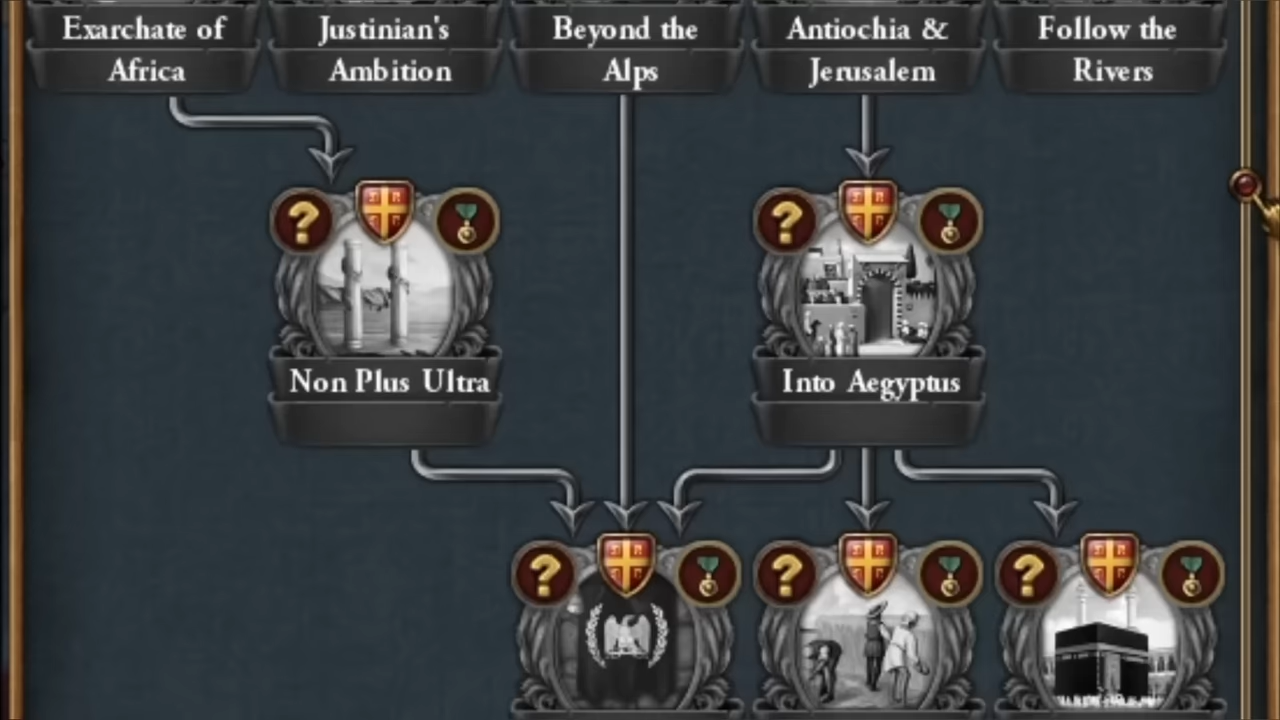 Exarchate of
Africa
Justinian's
Ambition
Beyond the
Alps
Antiochia &
Jerusalem
Follow the
Rivers
Non Plus Ultra
Into Aegyptus